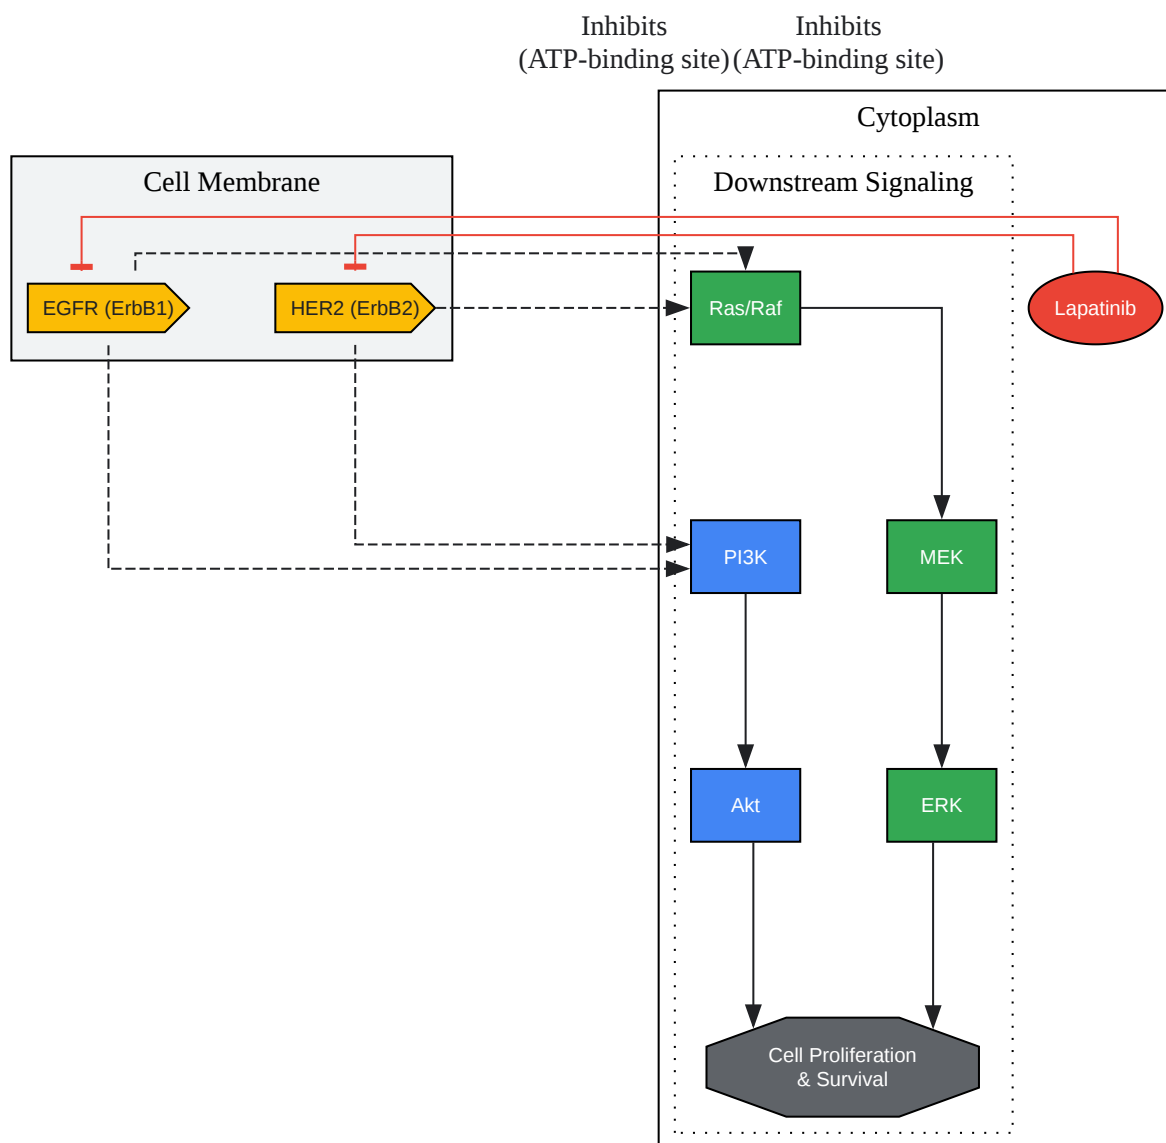 Inhibits
(ATP-binding site)
Inhibits
(ATP-binding site)
Cytoplasm
Cell Membrane
Downstream Signaling
EGFR (ErbB1)
HER2 (ErbB2)
Ras/Raf
Lapatinib
PI3K
MEK
Akt
ERK
Cell Proliferation
& Survival